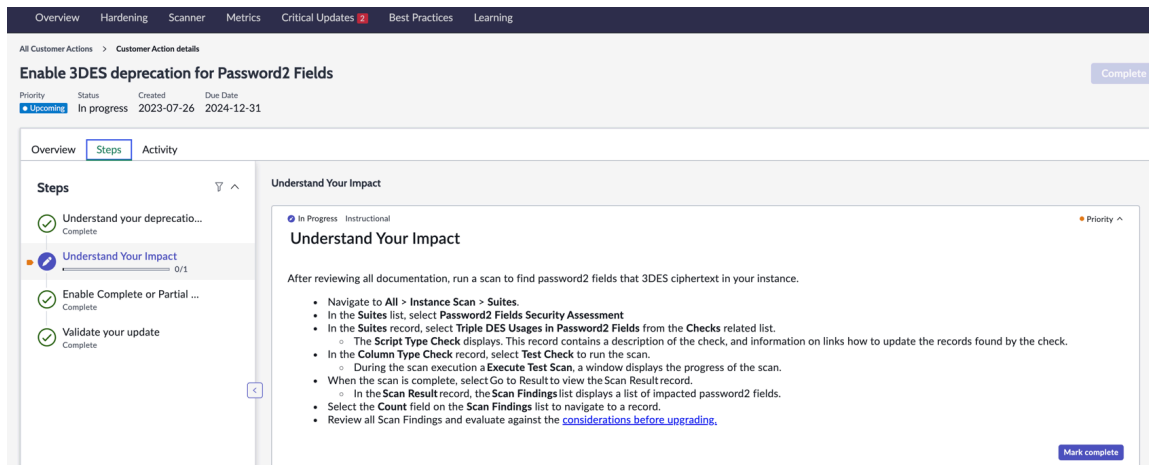 Overview Hardening Scanner Metrics Critical Updates 2 Best Practices Learning
All Customer Actions > Customer Action details
Enable 3DES deprecation for Password2 Fields
Complete
Priority Status Created Due Date
Upcoming In progress 2023-07-26 2024-12-31
Overview Steps Activity
Steps
Understand your deprecatio...
Complete
Understand Your Impact
0/1
Enable Complete or Partial ...
Complete
Validate your update
Complete
Understand Your Impact
In Progress Instructional
Priority
Understand Your Impact
After reviewing all documentation, run a scan to find password2 fields that 3DES ciphertext in your instance.
• Navigate to All > Instance Scan > Suites.
• In the Suites list, select Password2 Fields Security Assessment
• In the Suites record, select Triple DES Usages in Password2 Fields from the Checks related list.
◦ The Script Type Check displays. This record contains a description of the check, and information on links how to update the records found by the check.
• In the Column Type Check record, select Test Check to run the scan.
◦ During the scan execution a Execute Test Scan, a window displays the progress of the scan.
• When the scan is complete, select Go to Result to view the Scan Result record.
◦ In the Scan Result record, the Scan Findings list displays a list of impacted password2 fields.
• Select the Count field on the Scan Findings list to navigate to a record.
• Review all Scan Findings and evaluate against the considerations before upgrading.
Mark complete